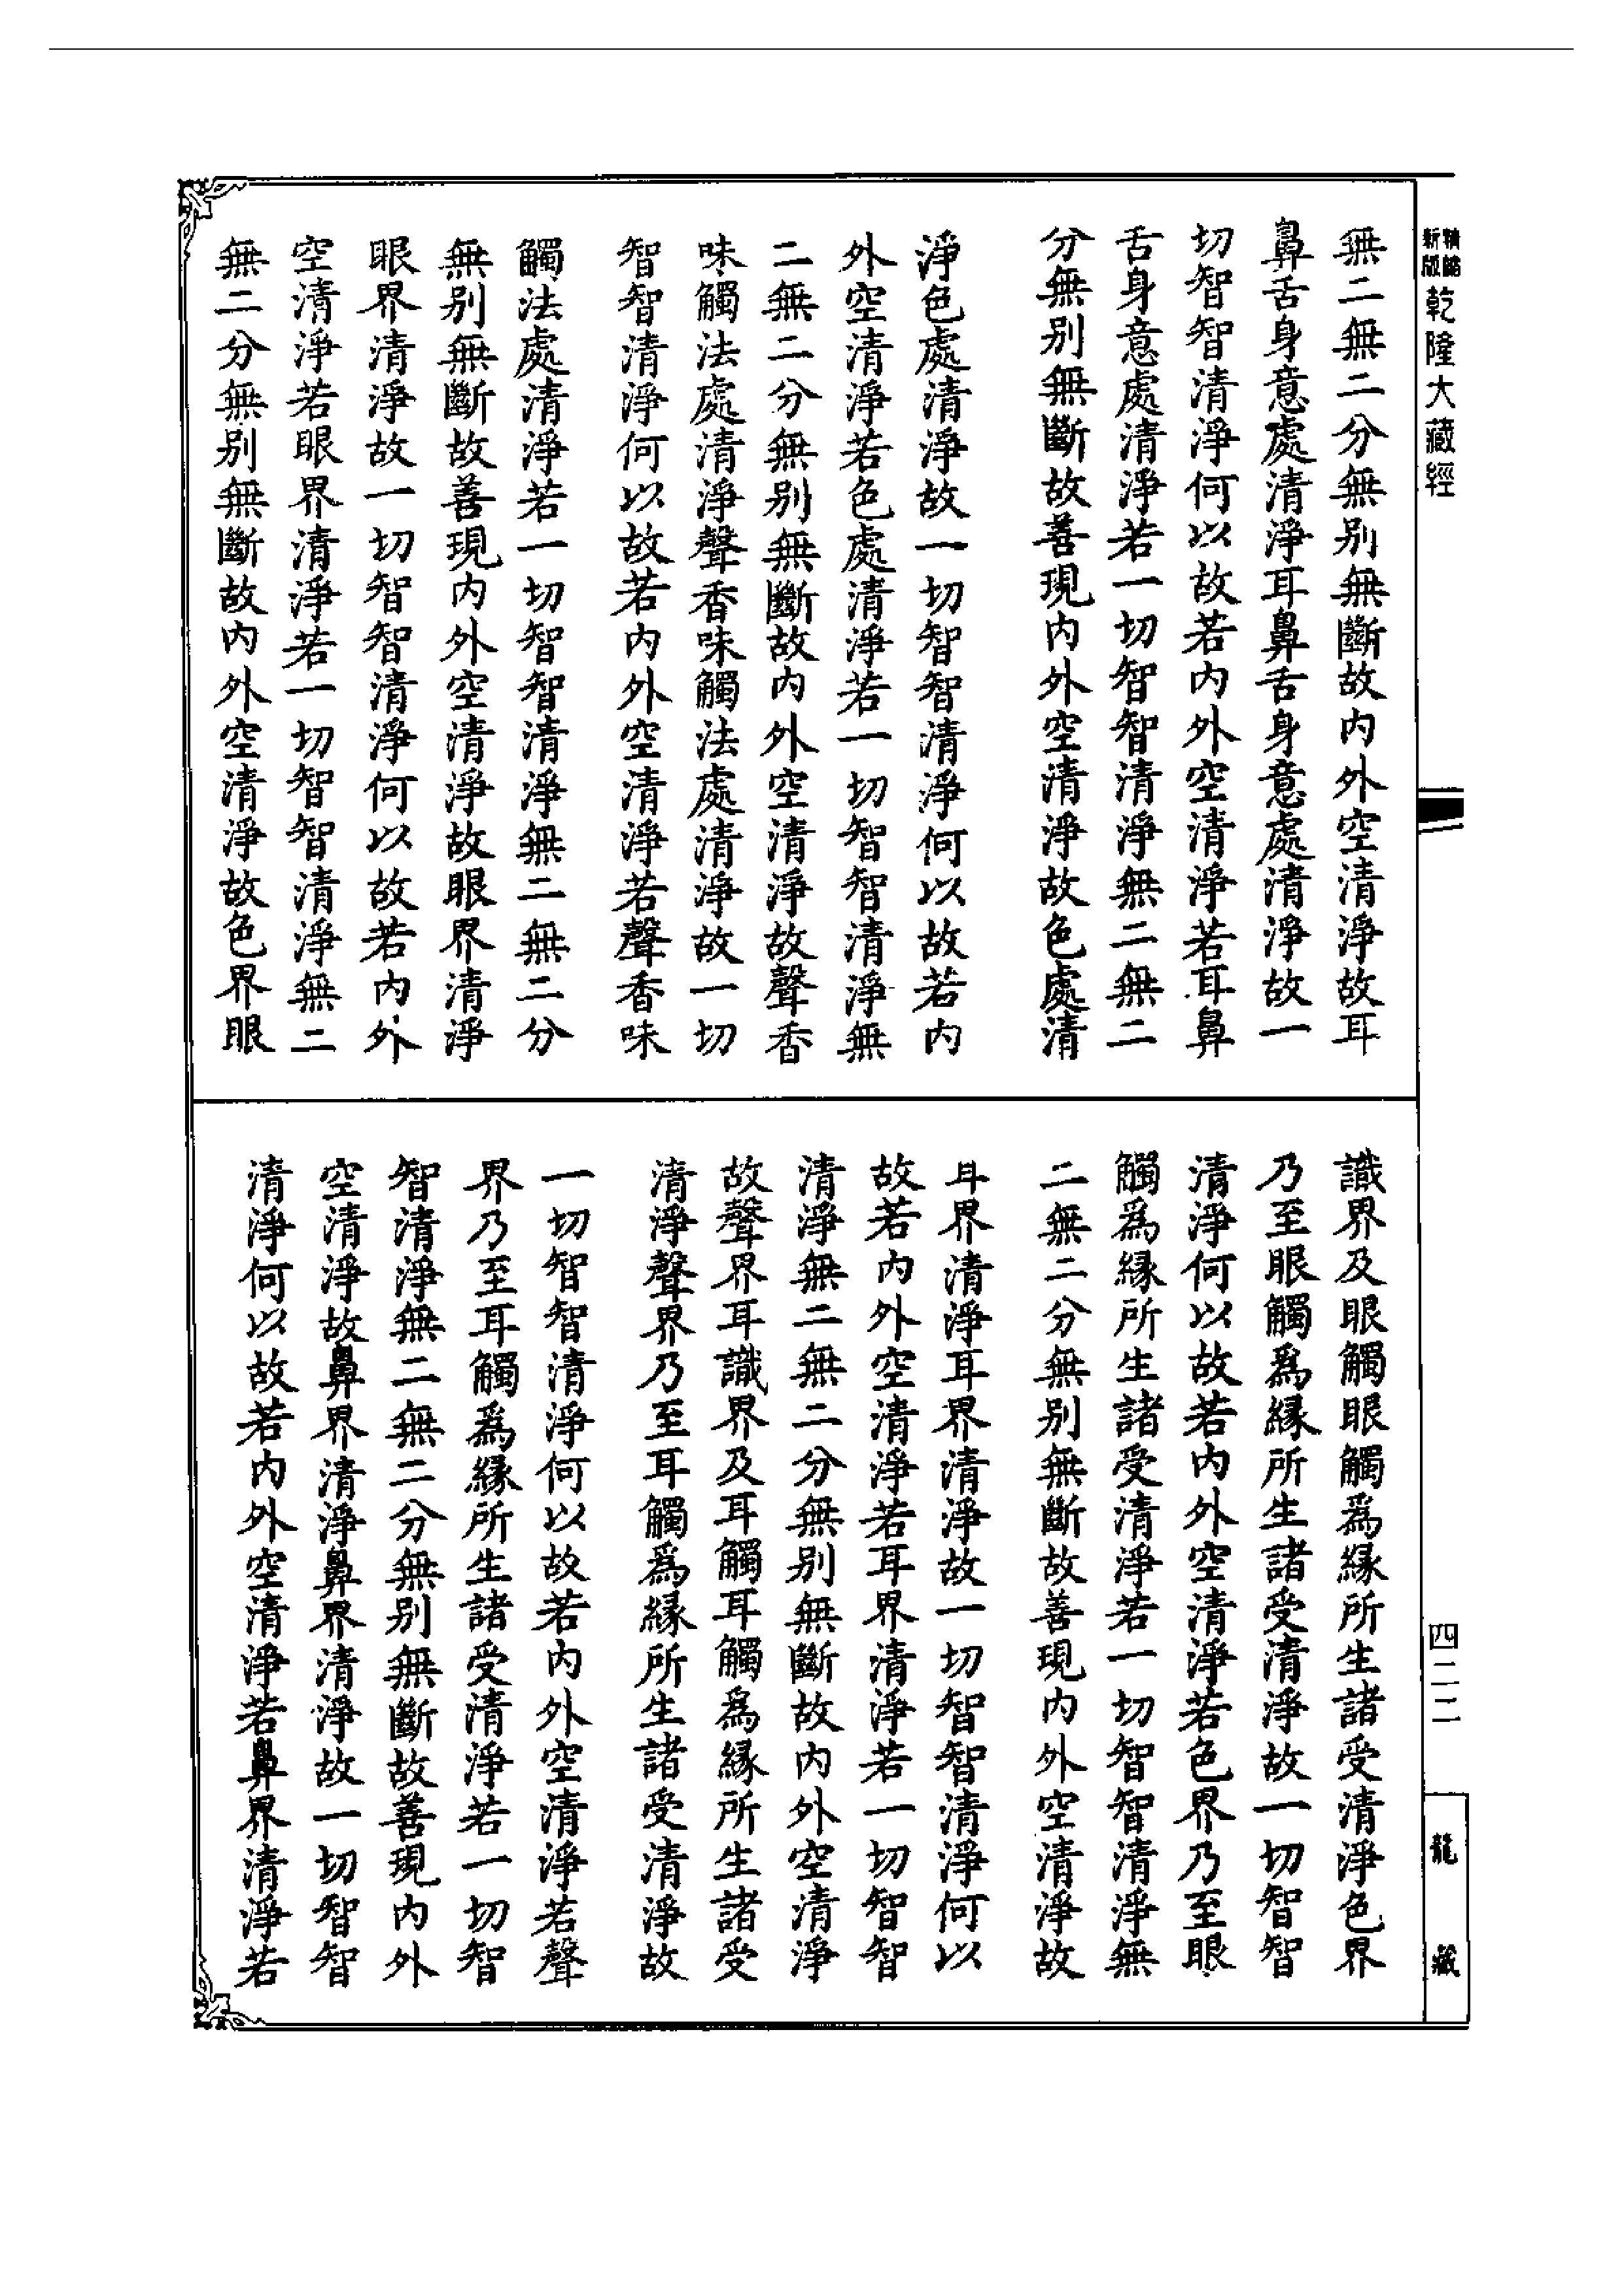 新版精縮乾隆大藏經
無二無二分無别無斷故内外空清淨故耳
鼻舌身意處清淨耳鼻舌身意處清淨故一
切智智清淨何以故若内外空清淨若耳鼻
舌身意處清淨若一切智智清淨無二無二
分無别無斷故善現内外空清淨故色處清
淨色處清淨故一切智智清淨何以故若内
外空清淨若色處清淨若一切智智清淨無
二無二分無别無斷故内外空清淨故聲香
味觸法處清淨聲香味觸法處清淨故一切
智智清淨何以故若内外空清淨若聲香味
觸法處清淨若一切智智清淨無二無二分
無别無斷故善現内外空清淨故眼界清淨
眼界清淨故一切智智清淨何以故若内外
空清淨若眼界清淨若一切智智清淨無二
無二分無别無斷故内外空清淨故色界眼
識界及眼觸眼觸爲緣所生諸受清淨色界
乃至眼觸爲緣所生諸受清淨故一切智智
清淨何以故若内外空清淨若色界乃至眼
觸爲緣所生諸受清淨若一切智智清淨無
二無二分無别無斷故善現内外空清淨故
耳界清淨耳界清淨故一切智智清淨何以
故若内外空清淨若耳界清淨若一切智智
清淨無二無二分無别無斷故内外空清淨
故聲界耳識界及耳觸耳觸爲緣所生諸受
清淨聲界乃至耳觸爲緣所生諸受清淨故
一切智智清淨何以故若内外空清淨若聲
界乃至耳觸爲緣所生諸受清淨若一切智
智清淨無二無二分無别無斷故善現内外
空清淨故鼻界清淨鼻界清淨故一切智智
清淨何以故若内外空清淨若鼻界清淨若
四二二
龍藏